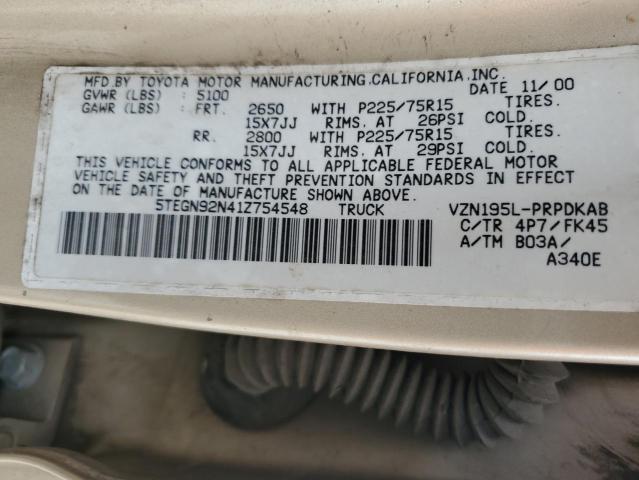 MFD.BY TOYOTA MOTOR MANUFACTURING,CALIFORNIA,INC.
GVWR (LBS) : 5100 DATE 11/00
GAWR (LBS) : FRT. 2650 WITH P225/75R15 TIRES.
15X7JJ RIMS. AT 26PSI COLD.
RR. 2800 WITH P225/75R15 TIRES.
15X7JJ RIMS. AT 29PSI COLD.
THIS VEHICLE CONFORMS TO ALL APPLICABLE FEDERAL MOTOR
VEHICLE SAFETY AND THEFT PREVENTION STANDARDS IN EFFECT
ON THE DATE OF MANUFACTURE SHOWN ABOVE.
5TEGN92N41Z754548 TRUCK VZN195L-PRPDKAB
C/TR 4P7/FK45
A/TM B03A/
A340E